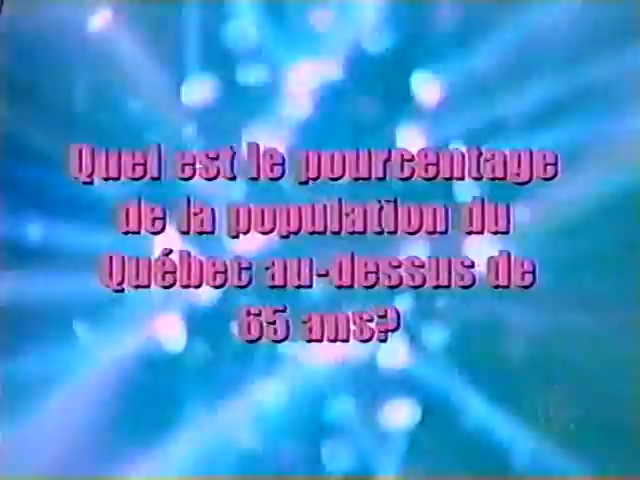 Quel est le pourcentage
de la population du
Québec au-dessus de
65 ans?